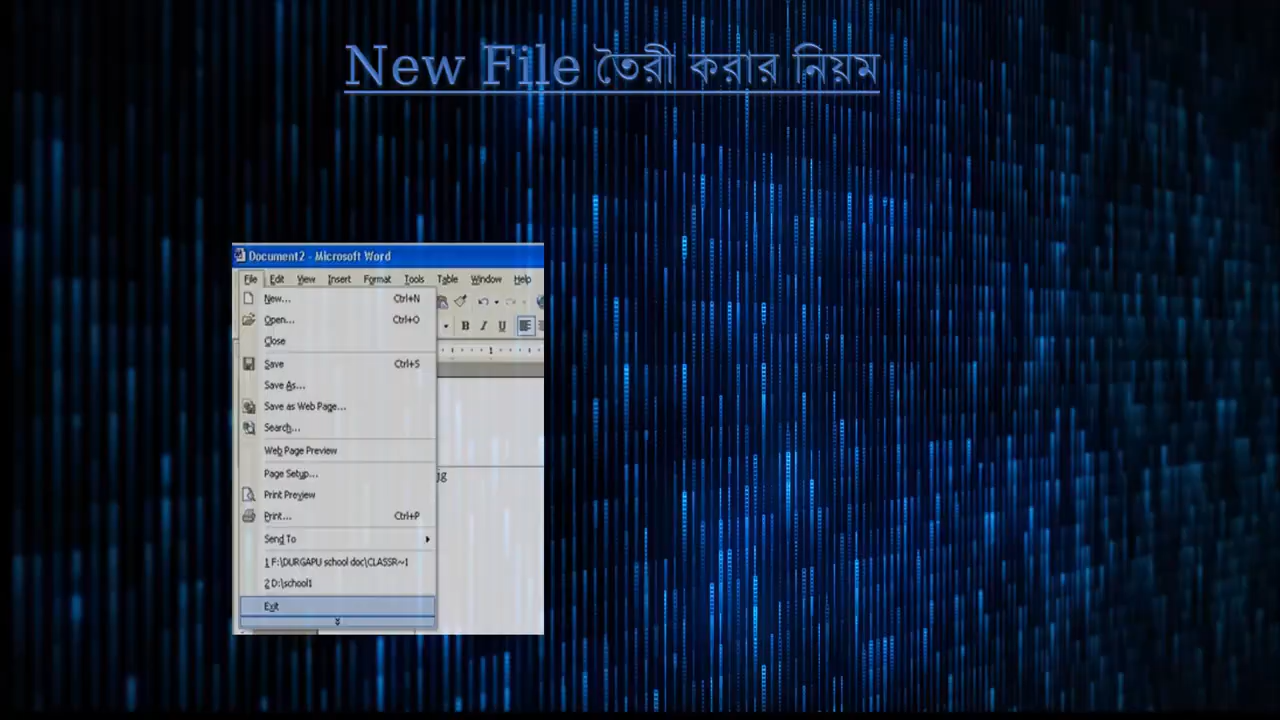 New File তৈরী করার নিয়ম
Document2 - Microsoft Word
File Edit View Insert Format Tools Table Window Help
New... Ctrl+N
Open... Ctrl+O
Close
Save Ctrl+S
Save As...
Save as Web Page...
Search...
Web Page Preview
Page Setup...
Print Preview
Print... Ctrl+P
Send To
1 F:\DURGAPU school doc\CLASSR~1
2 D:\school1
Exit
B I U
1
jg